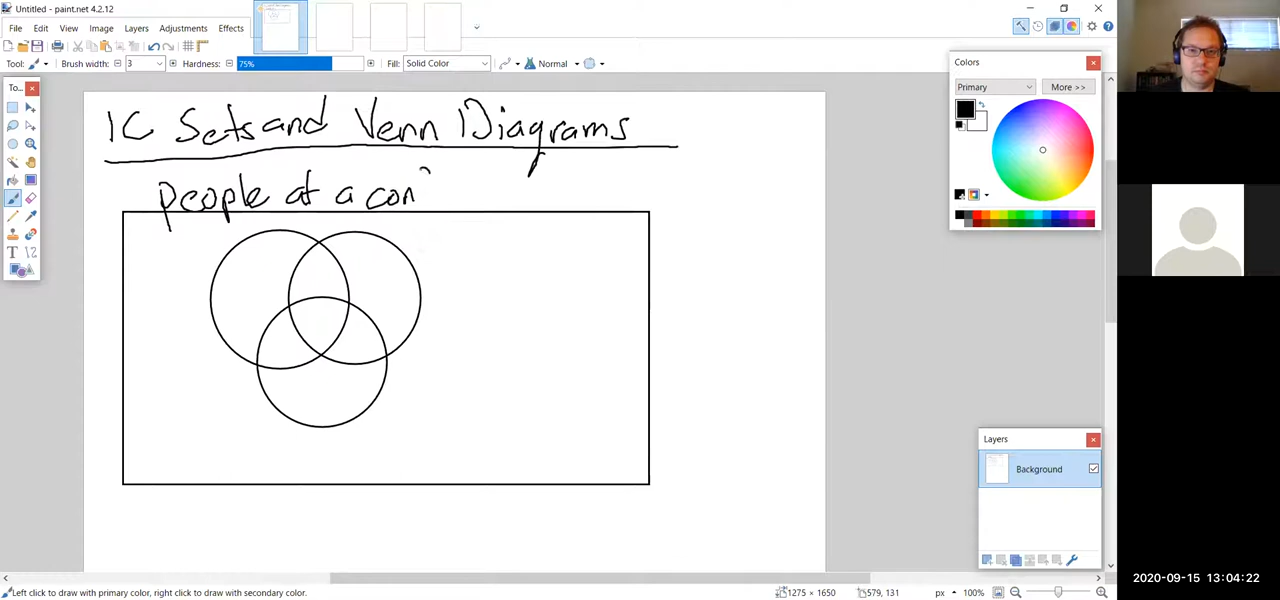 Untitled - paint.net 4.2.12
File Edit View Image Layers Adjustments Effects
Tool: Brush width: 3 Hardness: 75% Fill: Solid Color Normal
To...
Colors
Primary More >>
1C Sets and Venn Diagrams
people at a con
Layers
Background
2020-09-15 13:04:22
Left click to draw with primary color, right click to draw with secondary color. 1275 × 1650 579, 131 px 100%